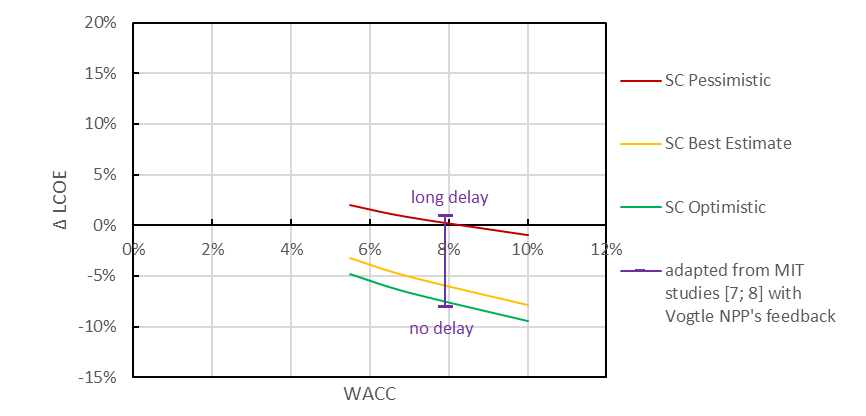 20%
15%
10%
5%
0%
-5%
-10%
-15%
Δ LCOE
0%
2%
4%
6%
8%
10%
12%
WACC
long delay
no delay
SC Pessimistic
SC Best Estimate
SC Optimistic
adapted from MIT
studies [7; 8] with
Vogtle NPP's feedback